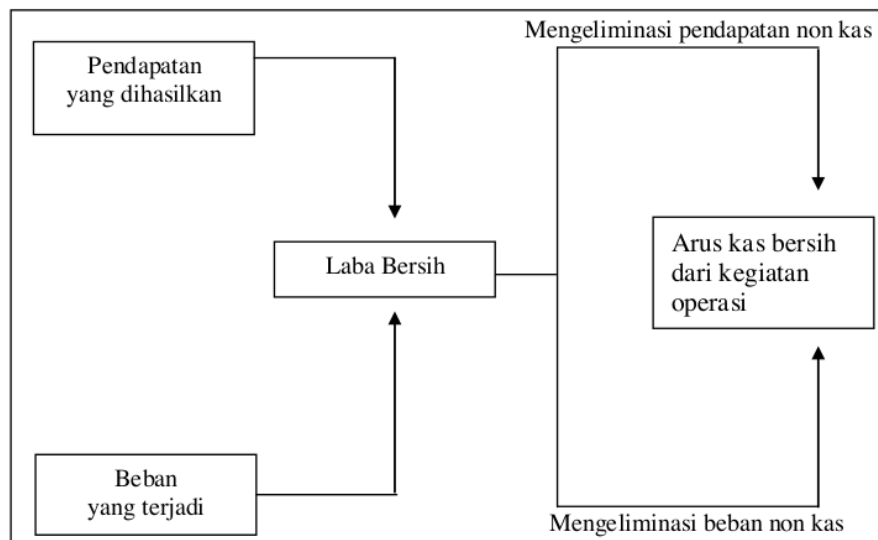 Mengeliminasi pendapatan non kas
Pendapatan
yang dihasilkan
Laba Bersih
Arus kas bersih
dari kegiatan
operasi
Beban
yang terjadi
Mengeliminasi beban non kas